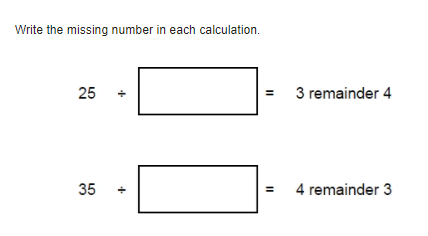 Write the missing number in each calculation.
25 ÷ = 3 remainder 4
35 ÷ = 4 remainder 3